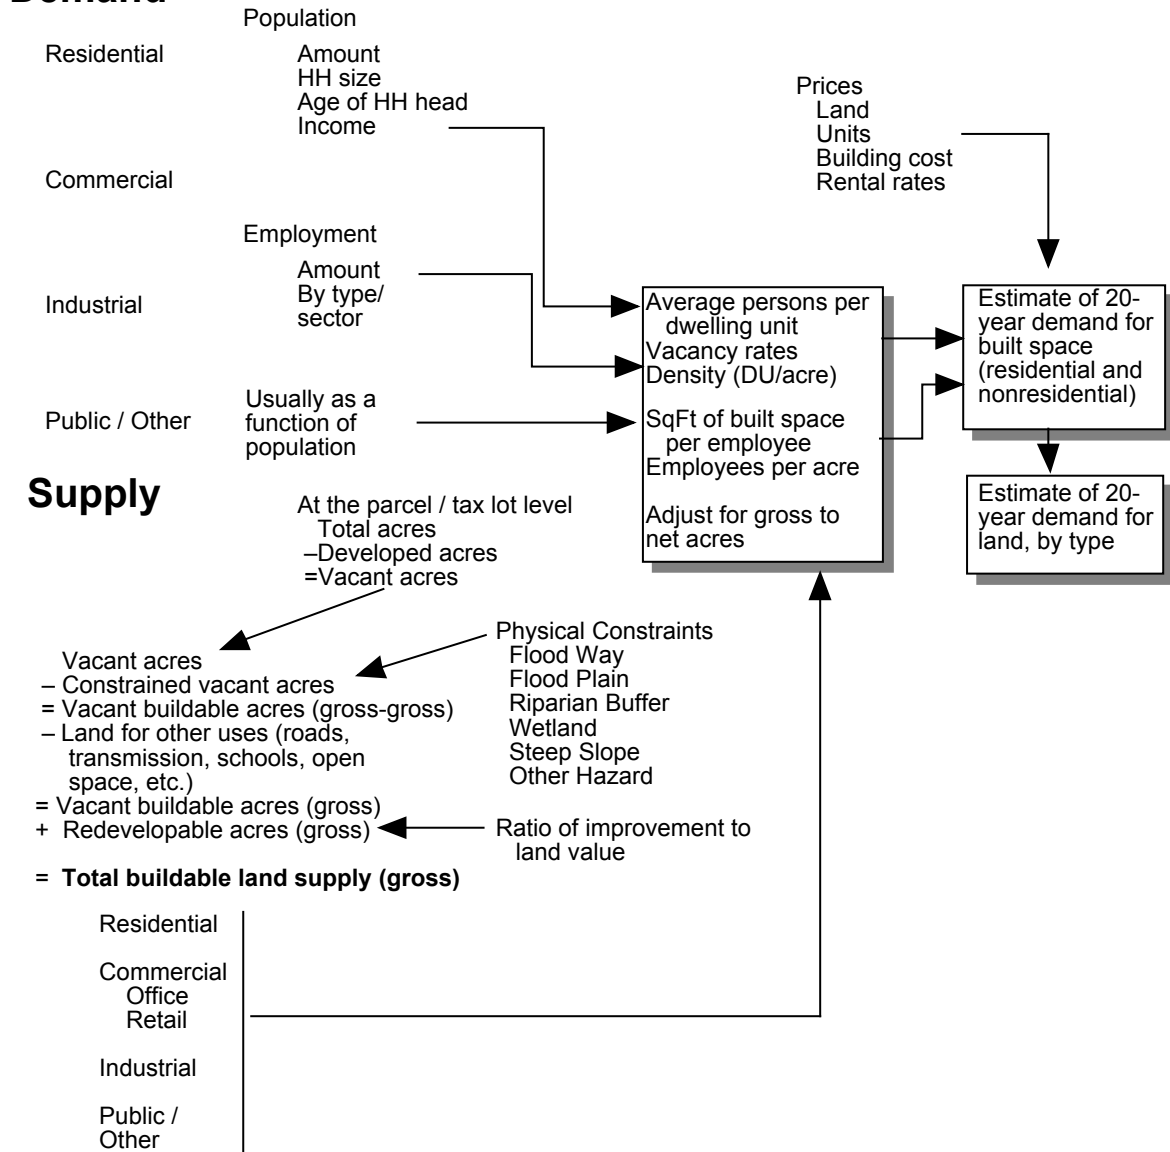 Population
Residential
Amount
HH size
Age of HH head
Income
Prices
Land
Units
Building cost
Rental rates
Commercial
Employment
Amount
By type/
sector
Industrial
Average persons per
dwelling unit
Vacancy rates
Density (DU/acre)
SqFt of built space
per employee
Employees per acre
Adjust for gross to
net acres
Estimate of 20-
year demand for
built space
(residential and
nonresidential)
Public / Other
Usually as a
function of
population
Estimate of 20-
year demand for
land, by type
Supply
At the parcel / tax lot level
Total acres
–Developed acres
=Vacant acres
Vacant acres
– Constrained vacant acres
= Vacant buildable acres (gross-gross)
– Land for other uses (roads,
transmission, schools, open
space, etc.)
= Vacant buildable acres (gross)
+ Redevelopable acres (gross)
Physical Constraints
Flood Way
Flood Plain
Riparian Buffer
Wetland
Steep Slope
Other Hazard
Ratio of improvement to
land value
= Total buildable land supply (gross)
Residential
Commercial
Office
Retail
Industrial
Public /
Other